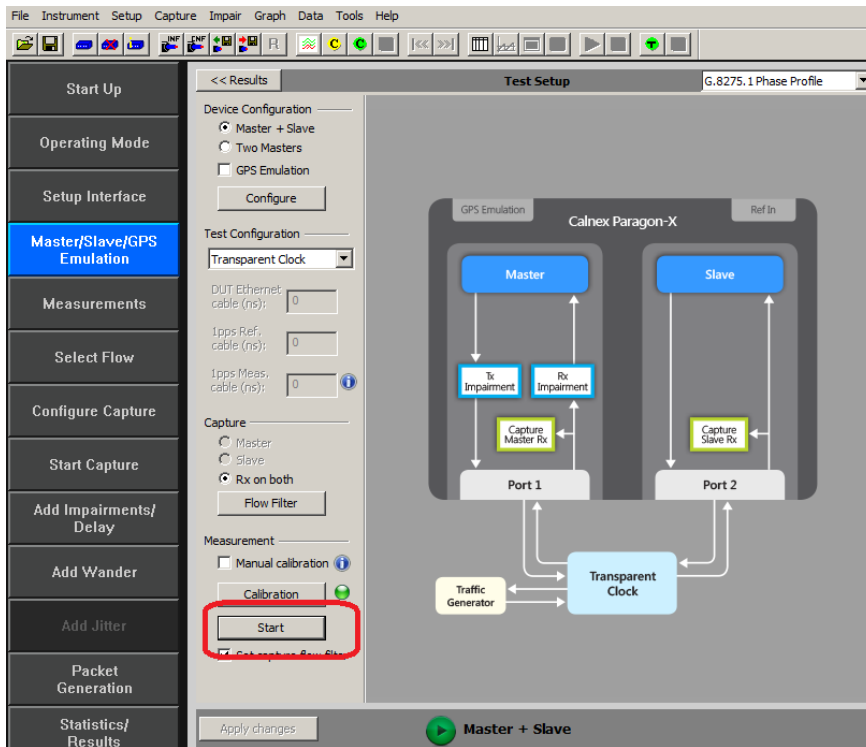 File Instrument Setup Capture Impair Graph Data Tools Help
INF
CNF
R
C
C
T
Start Up
Operating Mode
Setup Interface
Master/Slave/GPS
Emulation
Measurements
Select Flow
Configure Capture
Start Capture
Add Impairments/
Delay
Add Wander
Add Jitter
Packet
Generation
Statistics/
Results
<< Results
Test Setup
G.8275.1 Phase Profile
Device Configuration
Master + Slave
Two Masters
GPS Emulation
Configure
Test Configuration
Transparent Clock
DUT Ethernet
cable (ns):
0
1pps Ref.
cable (ns):
0
1pps Meas.
cable (ns):
0
Capture
Master
Slave
Rx on both
Flow Filter
Measurement
Manual calibration
Calibration
Start
Set capture flow filter
Apply changes
Master + Slave
GPS Emulation
Calnex Paragon-X
Ref In
Master
Slave
Tx
Impairment
Rx
Impairment
Capture
Master Rx
Capture
Slave Rx
Port 1
Port 2
Traffic
Generator
Transparent
Clock